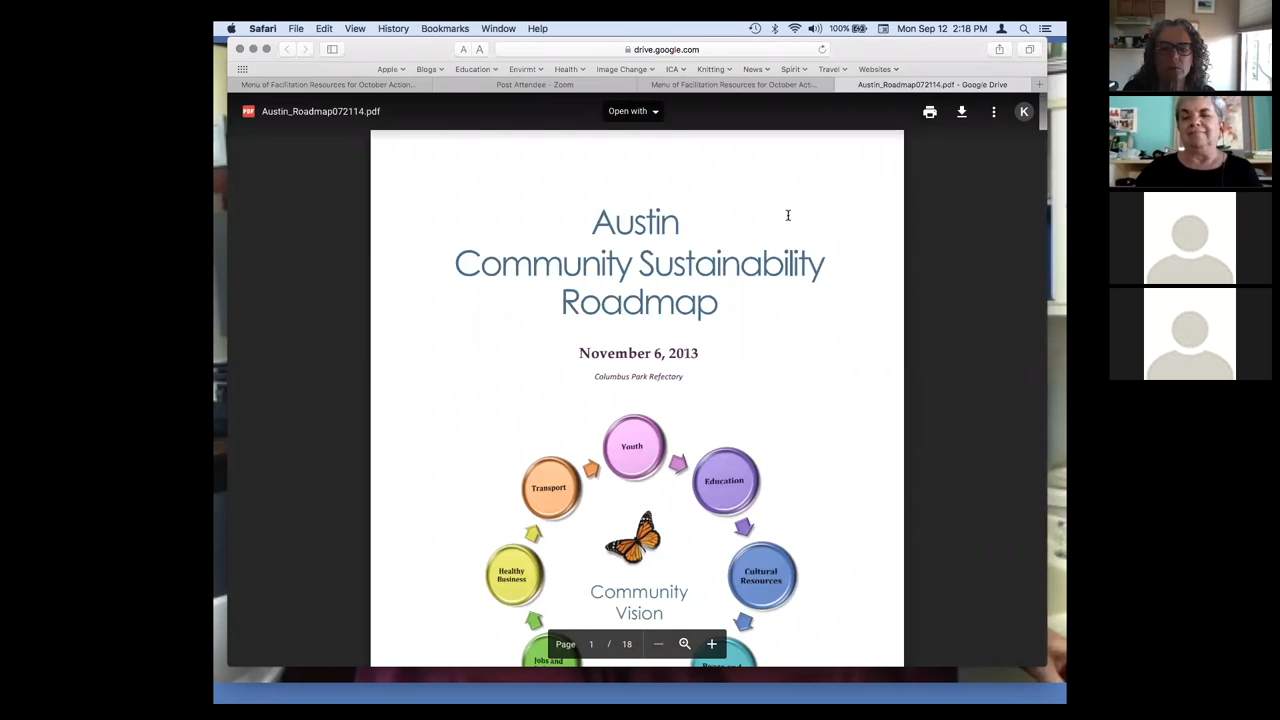 Safari File Edit View History Bookmarks Window Help 100% Mon Sep 12 2:18 PM
A A drive.google.com
Apple Blogs Education Envirmt Health Image Change ICA Knitting News Spirit Travel Websites
Menu of Facilitation Resources for October Action... Post Attendee - Zoom Menu of Facilitation Resources for October Acti... Austin_Roadmap072114.pdf - Google Drive
PDF Austin_Roadmap072114.pdf Open with K
Austin
Community Sustainability
Roadmap
November 6, 2013
Columbus Park Refectory
Youth
Education
Transport
Cultural
Resources
Healthy
Business
Community
Vision
Page 1 / 18
Jobs and
Peace and